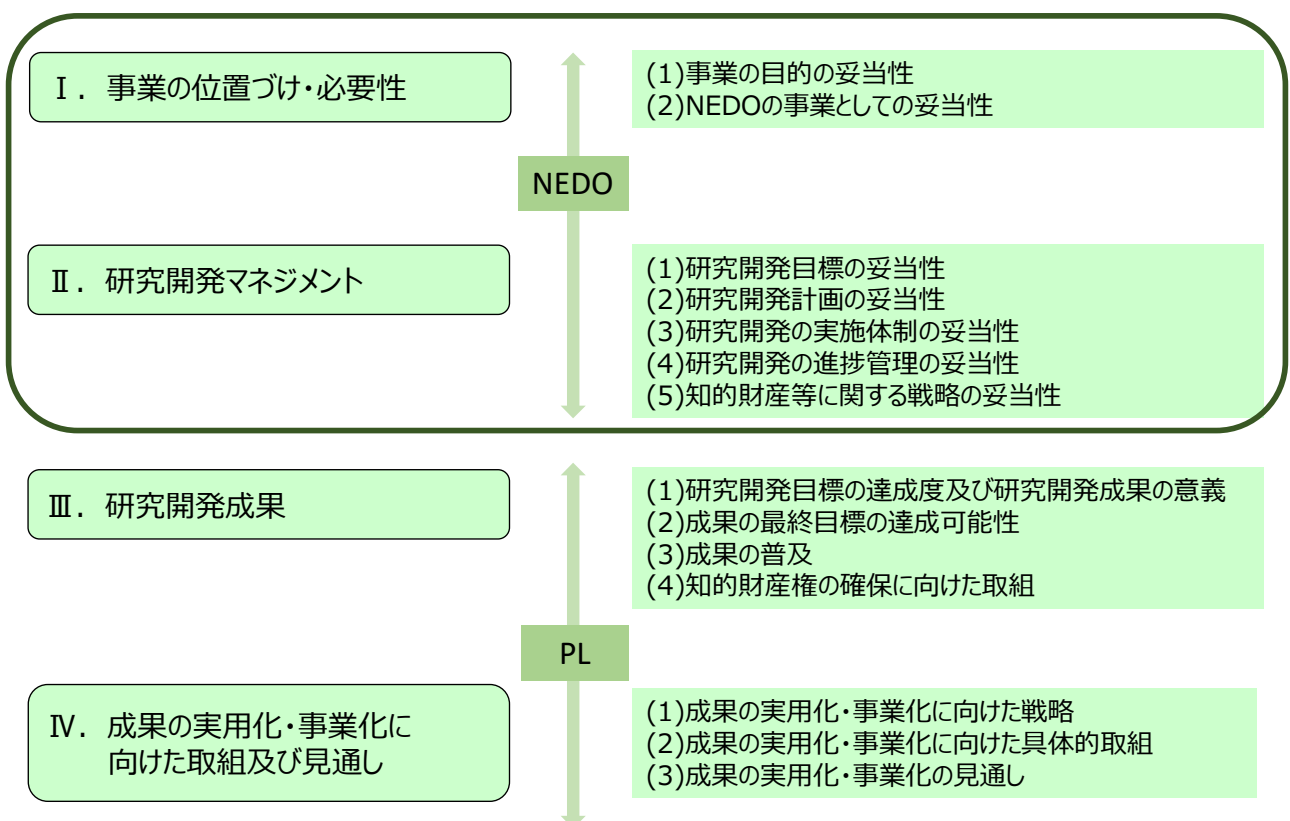 Ⅰ. 事業の位置づけ・必要性
(1)事業の目的の妥当性
(2)NEDOの事業としての妥当性
NEDO
Ⅱ. 研究開発マネジメント
(1)研究開発目標の妥当性
(2)研究開発計画の妥当性
(3)研究開発の実施体制の妥当性
(4)研究開発の進捗管理の妥当性
(5)知的財産等に関する戦略の妥当性
Ⅲ. 研究開発成果
(1)研究開発目標の達成度及び研究開発成果の意義
(2)成果の最終目標の達成可能性
(3)成果の普及
(4)知的財産権の確保に向けた取組
PL
Ⅳ. 成果の実用化・事業化に
向けた取組及び見通し
(1)成果の実用化・事業化に向けた戦略
(2)成果の実用化・事業化に向けた具体的取組
(3)成果の実用化・事業化の見通し